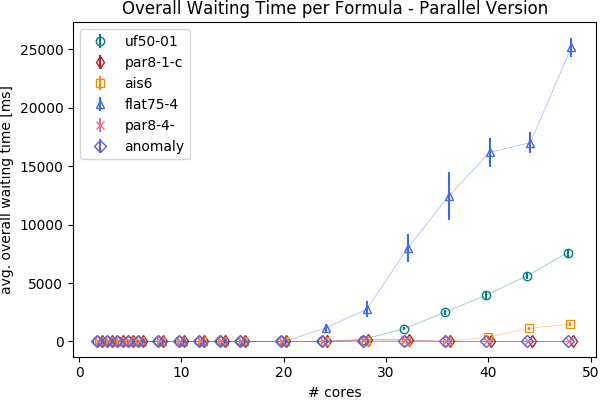 Overall Waiting Time per Formula - Parallel Version
avg. overall waiting time [ms]
25000
20000
15000
10000
5000
0
uf50-01
par8-1-c
ais6
flat75-4
par8-4-
anomaly
0 10 20 30 40 50
# cores